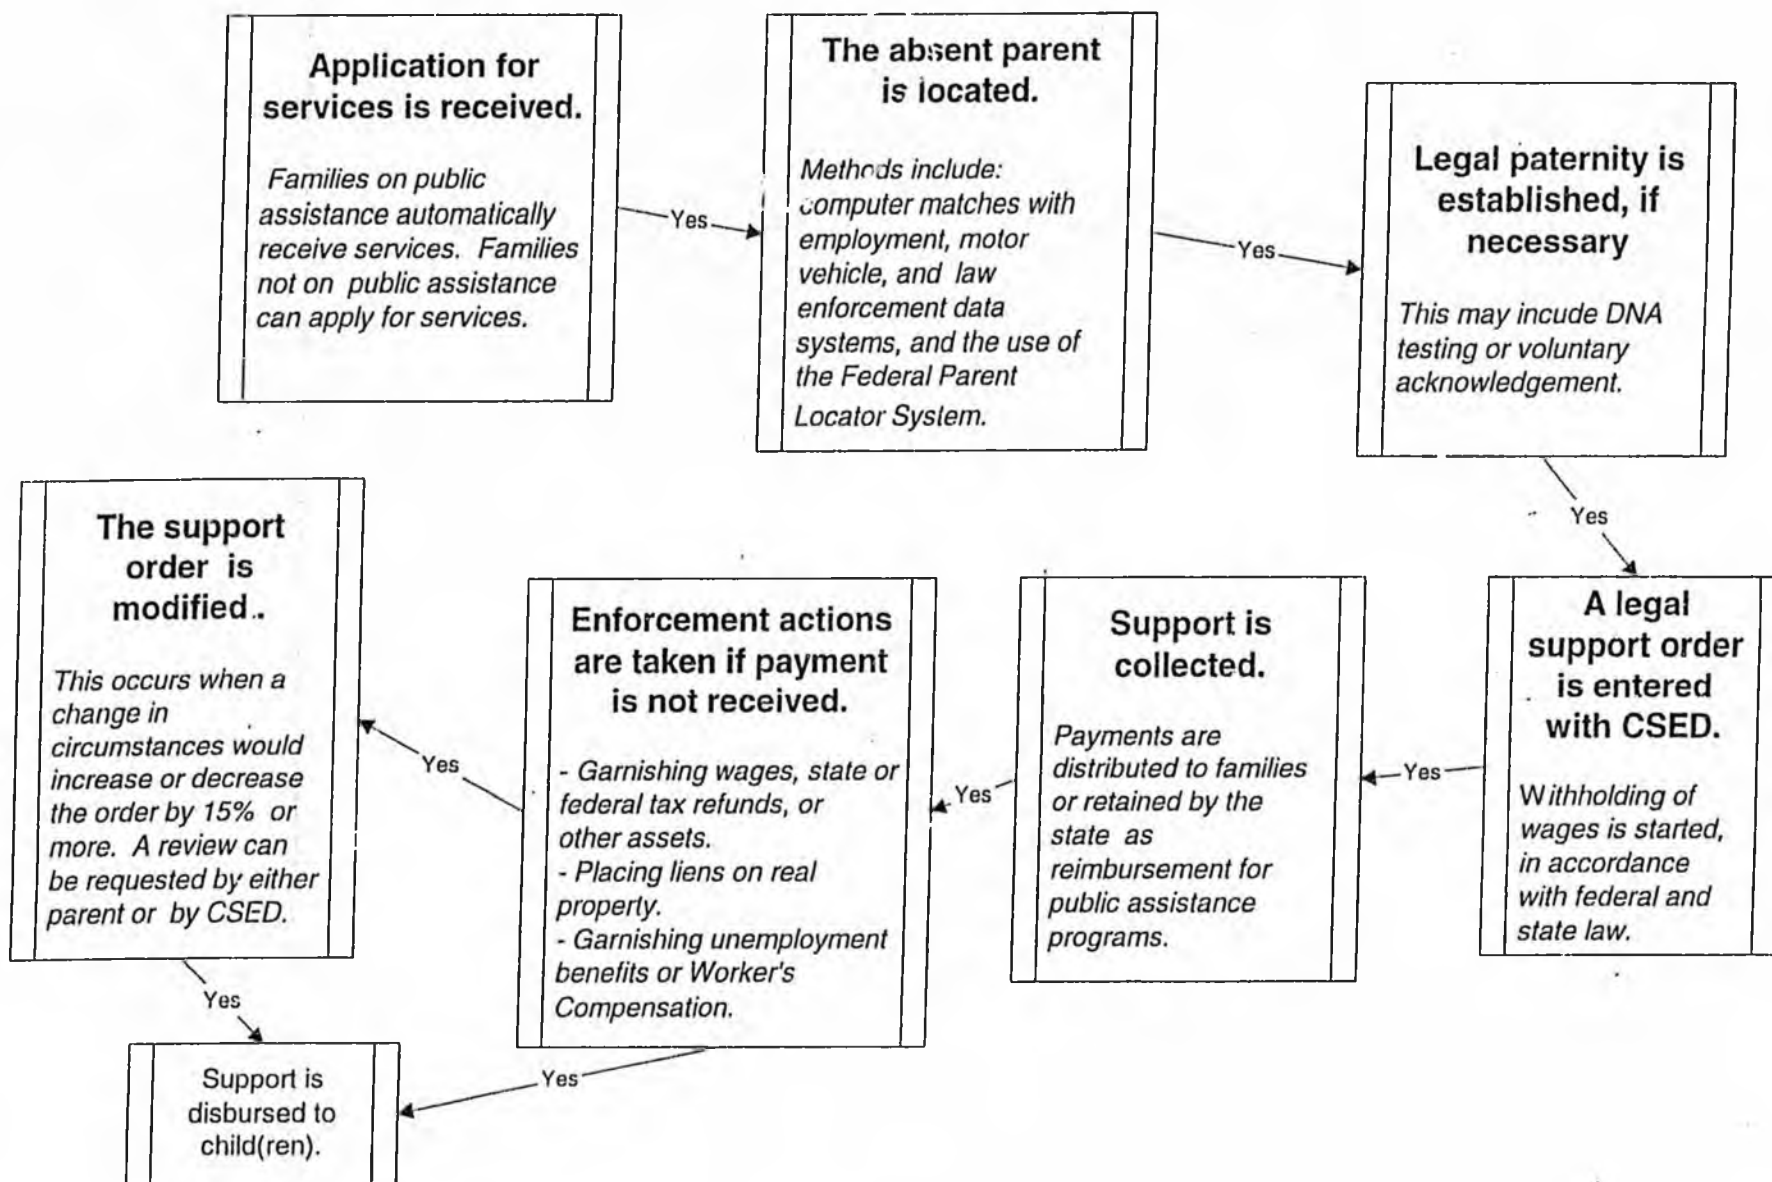 Application for
services is received.
Families on public
assistance automatically
receive services. Families
not on public assistance
can apply for services.
Yes
The absent parent
is located.
Methods include:
computer matches with
employment, motor
vehicle, and law
enforcement data
systems, and the use of
the Federal Parent
Locator System.
Yes
Legal paternity is
established, if
necessary
This may incude DNA
testing or voluntary
acknowledgement.
Yes
A legal
support order
is entered
with CSED.
Withholding of
wages is started,
in accordance
with federal and
state law.
Yes
Support is
collected.
Payments are
distributed to families
or retained by the
state as
reimbursement for
public assistance
programs.
Yes
Enforcement actions
are taken if payment
is not received.
- Garnishing wages, state or
federal tax refunds, or
other assets.
- Placing liens on real
property.
- Garnishing unemployment
benefits or Worker's
Compensation.
Yes
The support
order is
modified.
This occurs when a
change in
circumstances would
increase or decrease
the order by 15% or
more. A review can
be requested by either
parent or by CSED.
Yes
Yes
Support is
disbursed to
child(ren).